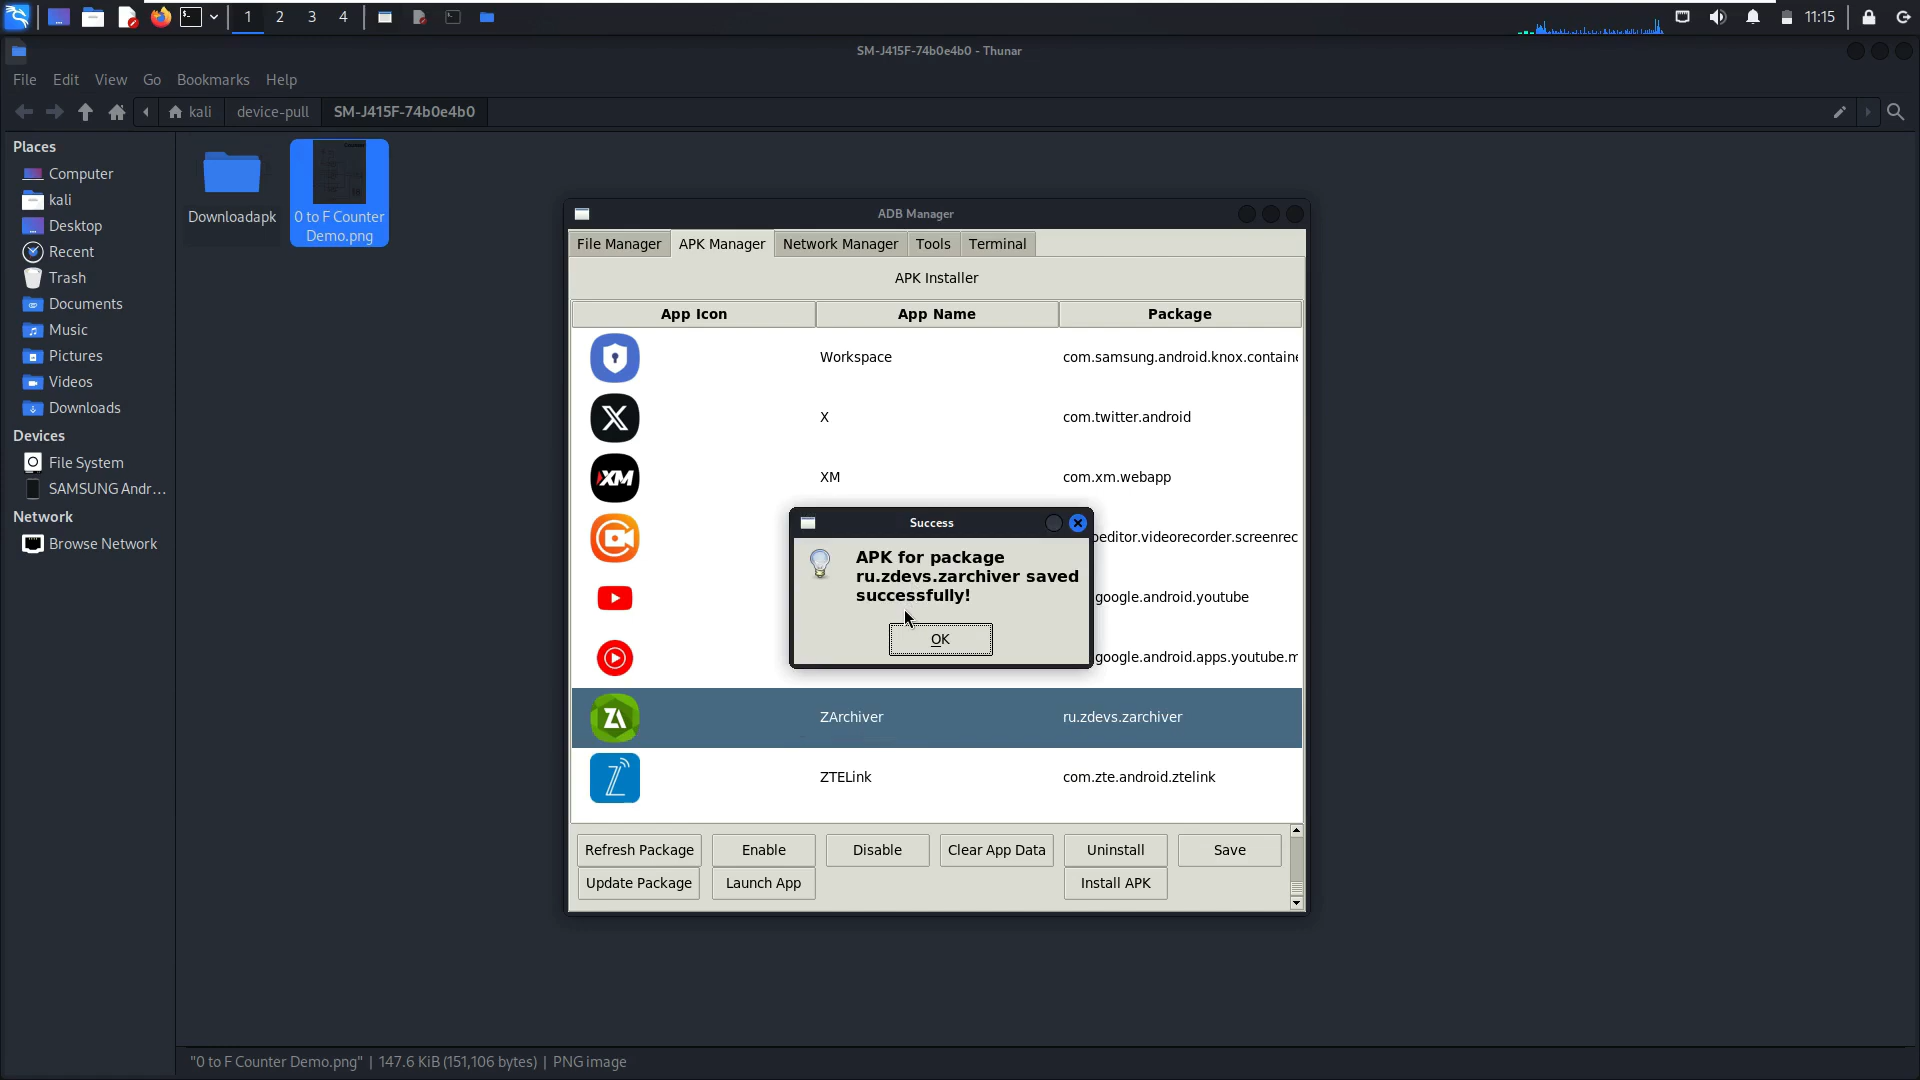 1 2 3 4
11:15
SM-J415F-74b0e4b0 - Thunar
File Edit View Go Bookmarks Help
kali device-pull SM-J415F-74b0e4b0
Places
Computer
kali
Desktop
Recent
Trash
Documents
Music
Pictures
Videos
Downloads
Devices
File System
SAMSUNG Andr...
Network
Browse Network
Downloadapk
0 to F Counter
Demo.png
ADB Manager
File Manager APK Manager Network Manager Tools Terminal
APK Installer
App Icon App Name Package
Workspace com.samsung.android.knox.containe
X com.twitter.android
XM XM com.xm.webapp
peditor.videorecorder.screenrec
google.android.youtube
google.android.apps.youtube.m
ZA ZArchiver ru.zdevs.zarchiver
ZTELink com.zte.android.ztelink
Success
APK for package
ru.zdevs.zarchiver saved
successfully!
OK
Refresh Package Enable Disable Clear App Data Uninstall Save
Update Package Launch App Install APK
"0 to F Counter Demo.png" | 147.6 KiB (151,106 bytes) | PNG image